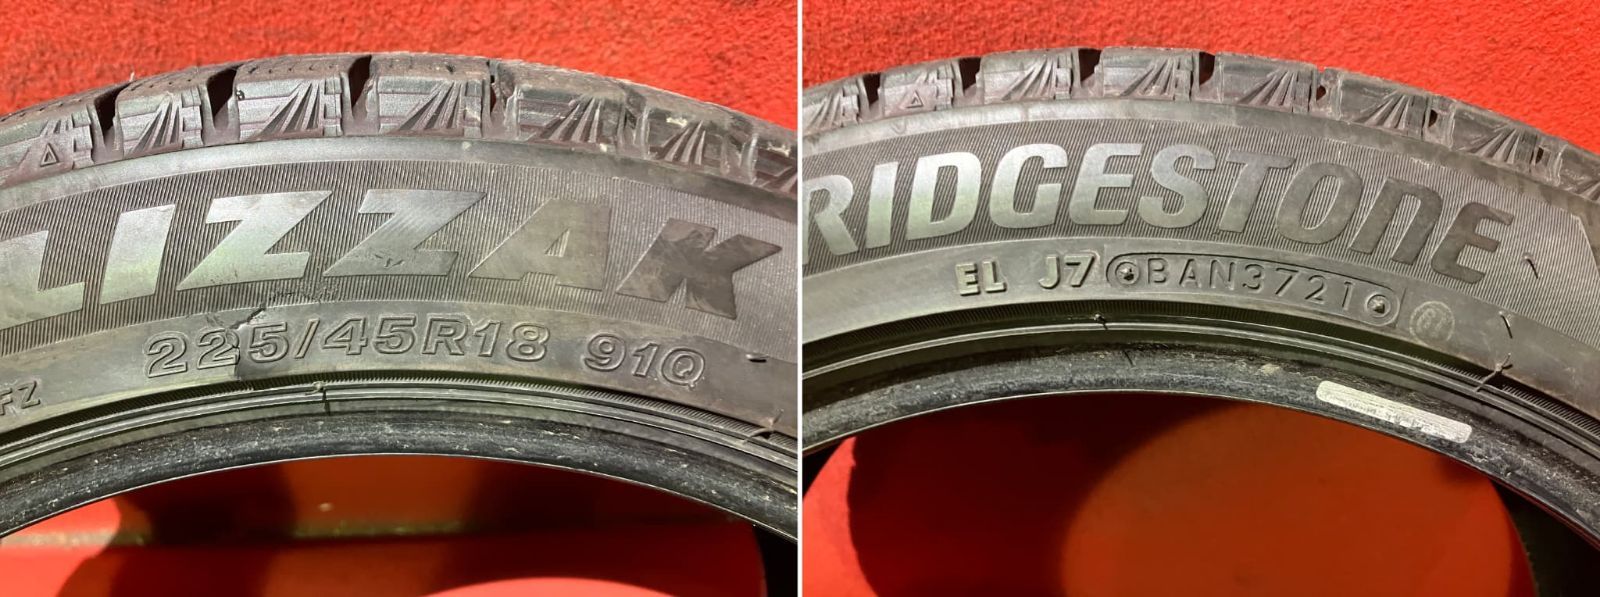 LIZZAK
225/45R18 91Q
FZ
RIDGESTONE
EL J7 BAN3721